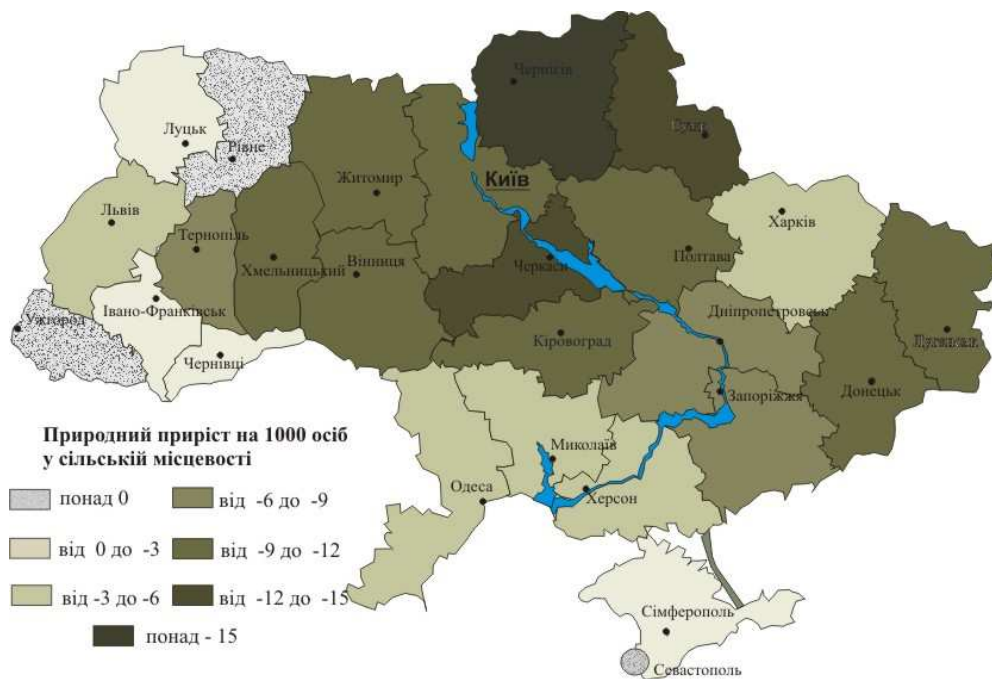 Чернігів
Суми
Луцьк
Рівне
Київ
Житомир
Львів
Харків
Тернопіль
Хмельницький
Вінниця
Черкаси
Полтава
Івано-Франківськ
Ужгород
Чернівці
Кіровоград
Дніпропетровськ
Луганськ
Запоріжжя
Донецьк
Миколаїв
Одеса
Херсон
Сімферополь
Севастополь
Природний приріст на 1000 осіб
у сільській місцевості
понад 0
від -6 до -9
від 0 до -3
від -9 до -12
від -3 до -6
від -12 до -15
понад - 15